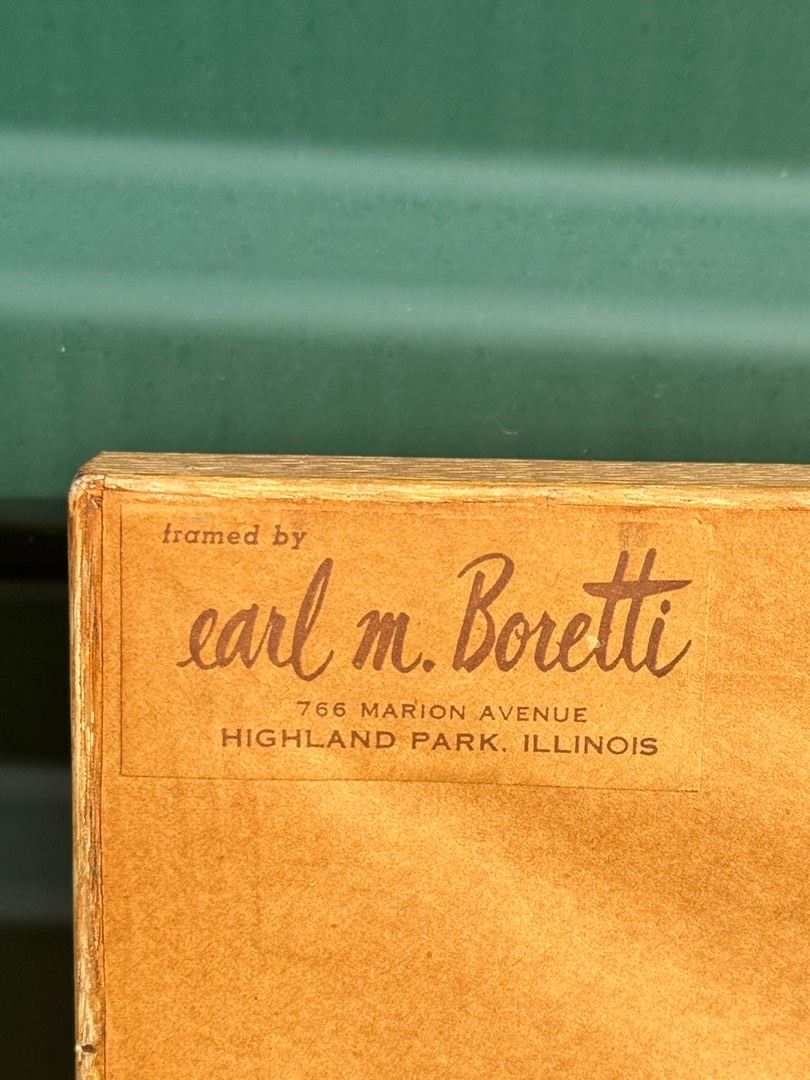 framed by
earl m. Boretti
766 MARION AVENUE
HIGHLAND PARK, ILLINOIS